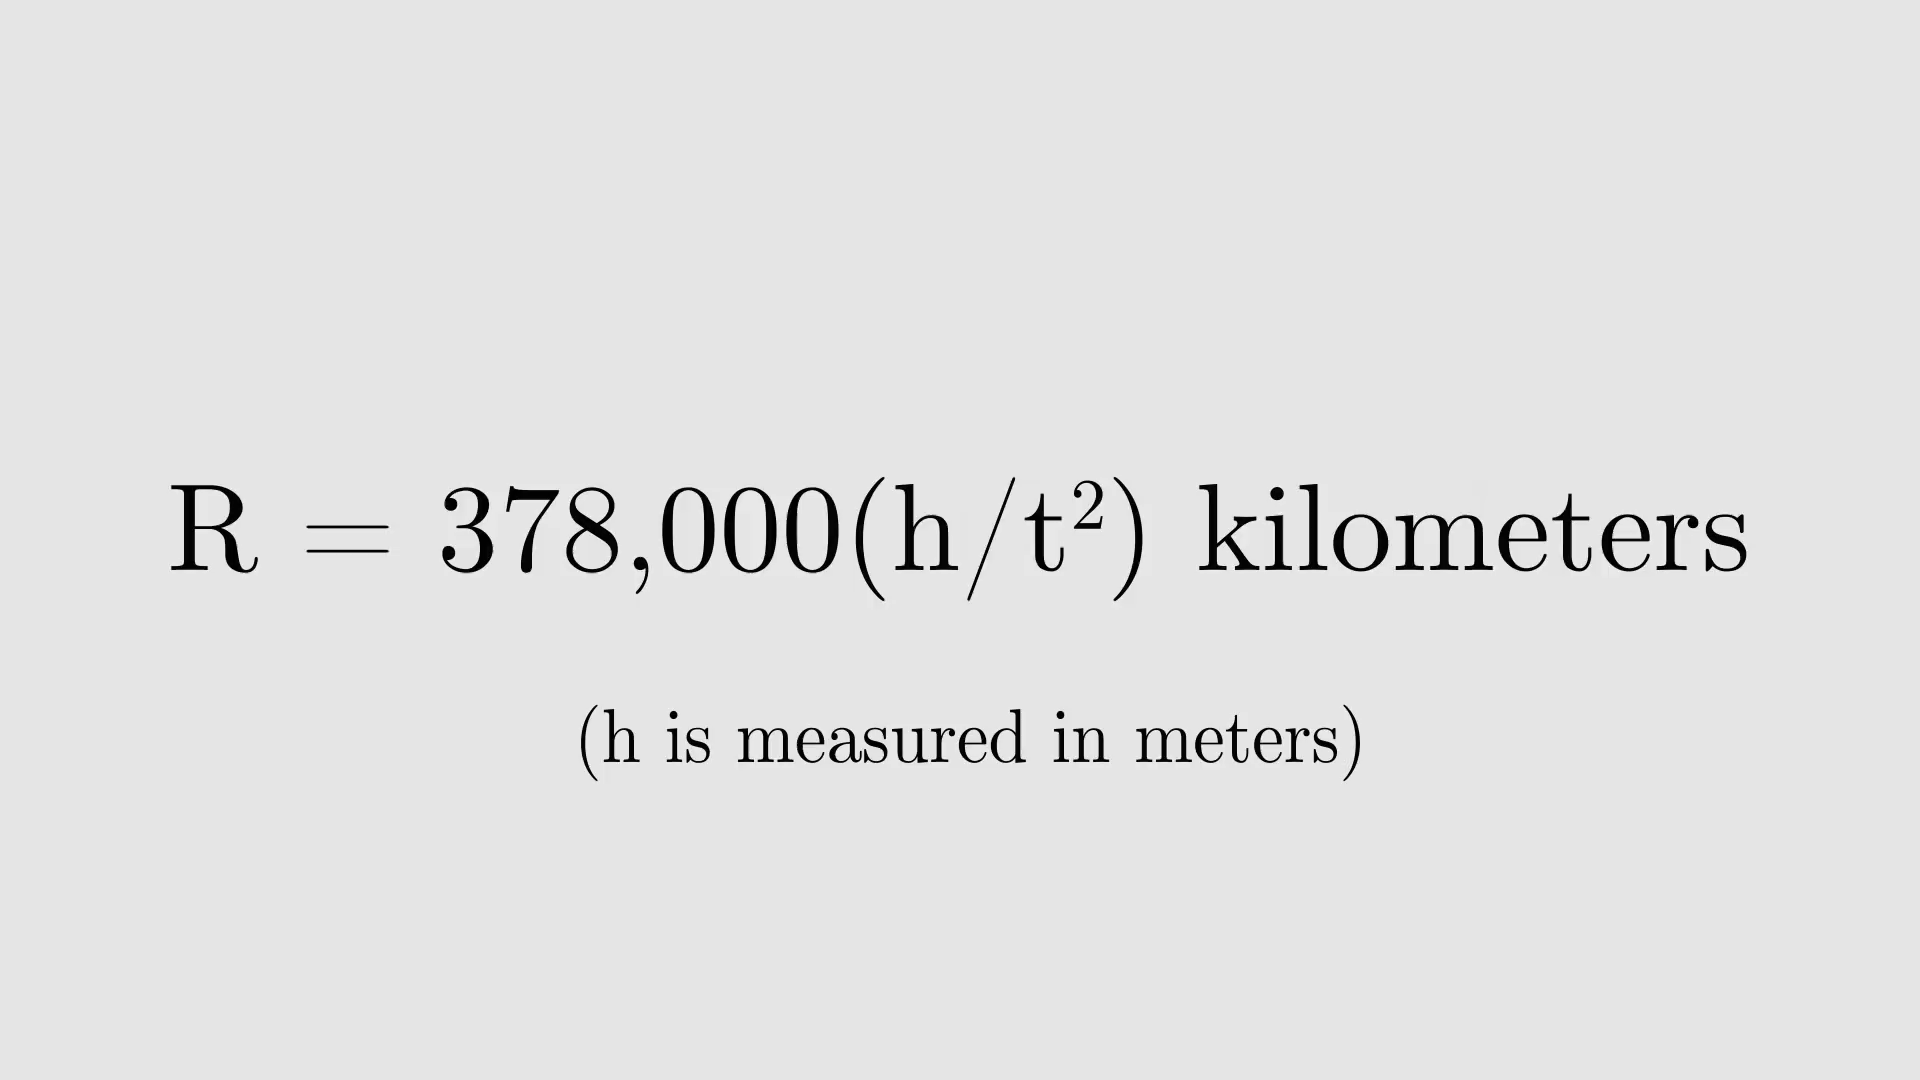 R = 378,000(h/t²) kilometers
(h is measured in meters)